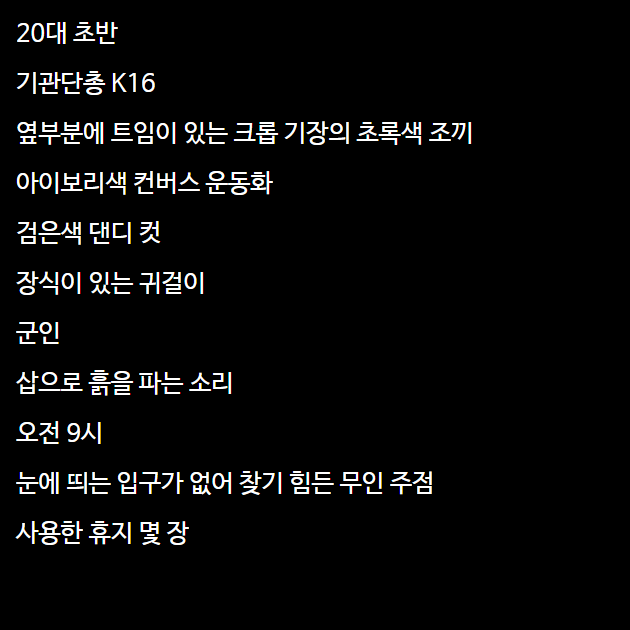 20대 초반
기관단총 K16
옆부분에 트임이 있는 크롭 기장의 초록색 조끼
아이보리색 컨버스 운동화
검은색 댄디 컷
장식이 있는 귀걸이
군인
삽으로 흙을 파는 소리
오전 9시
눈에 띄는 입구가 없어 찾기 힘든 무인 주점
사용한 휴지 몇 장